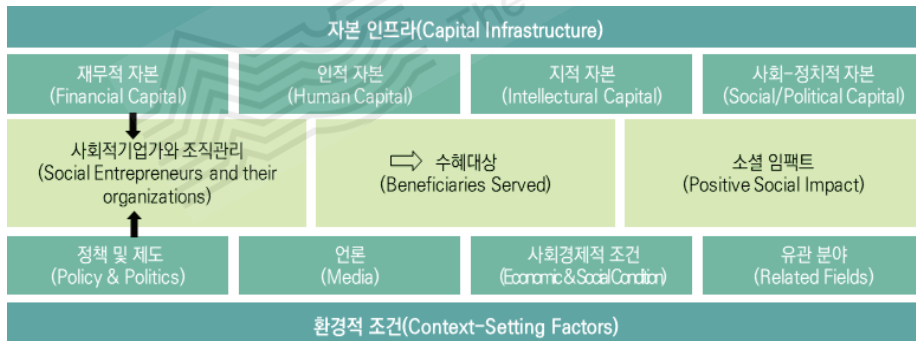 The
자본 인프라(Capital Infrastructure)
재무적 자본
(Financial Capital)
인적 자본
(Human Capital)
지적 자본
(Intellectural Capital)
사회-정치적 자본
(Social/Political Capital)
사회적기업가와 조직관리
(Social Entrepreneurs and their
organizations)
⇨ 수혜대상
(Beneficiaries Served)
소셜 임팩트
(Positive Social Impact)
정책 및 제도
(Policy & Politics)
언론
(Media)
사회경제적 조건
(Economic & Social Condition)
유관 분야
(Related Fields)
환경적 조건(Context-Setting Factors)